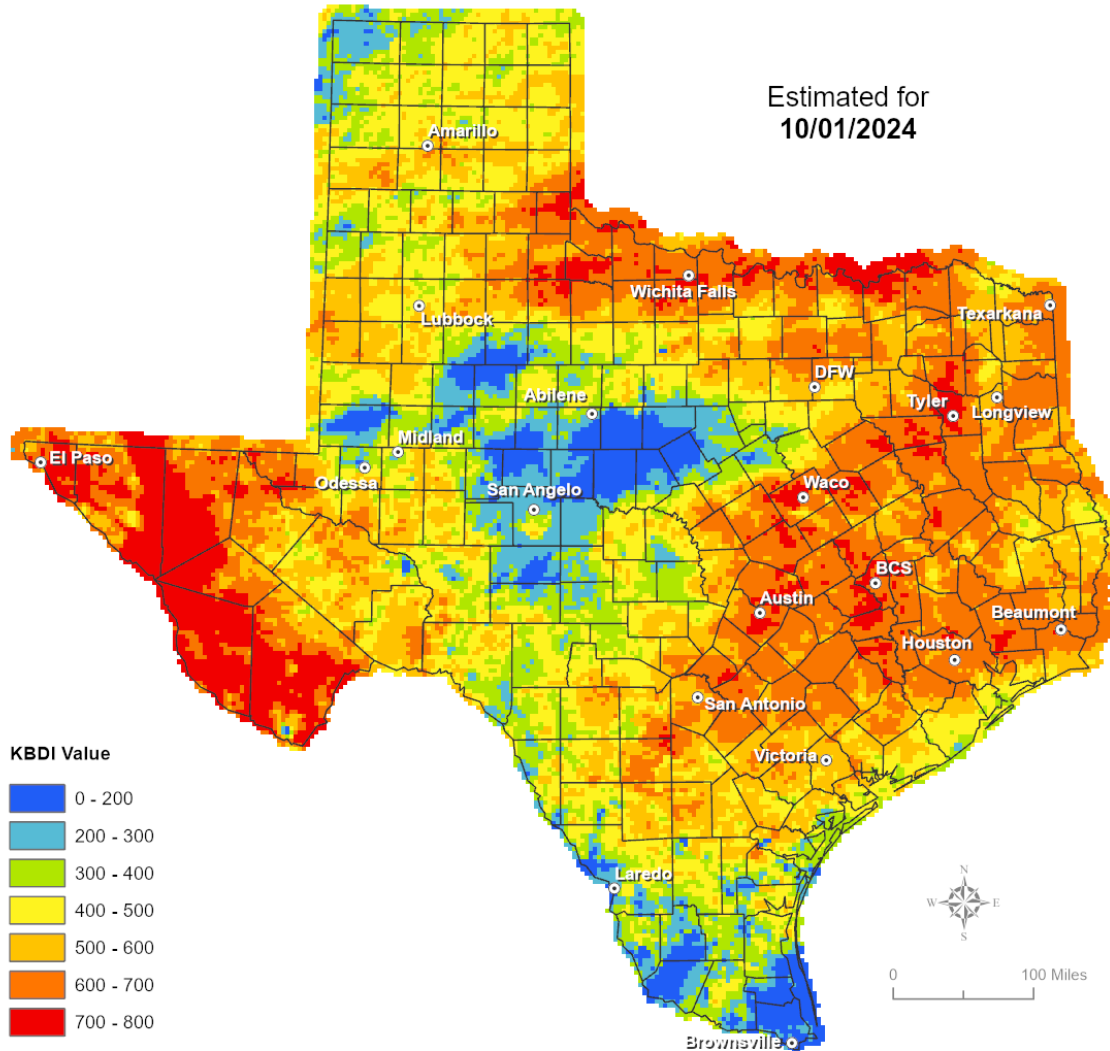 Estimated for
10/01/2024
Amarillo
Wichita Falls
Lubbock
Texarkana
DFW
Abilene
Tyler
Longview
Midland
El Paso
Odessa
San Angelo
Waco
BCS
Austin
Beaumont
Houston
San Antonio
Victoria
KBDI Value
0 - 200
200 - 300
300 - 400
400 - 500
500 - 600
600 - 700
700 - 800
Laredo
N
W E
S
0 100 Miles
Brownsville